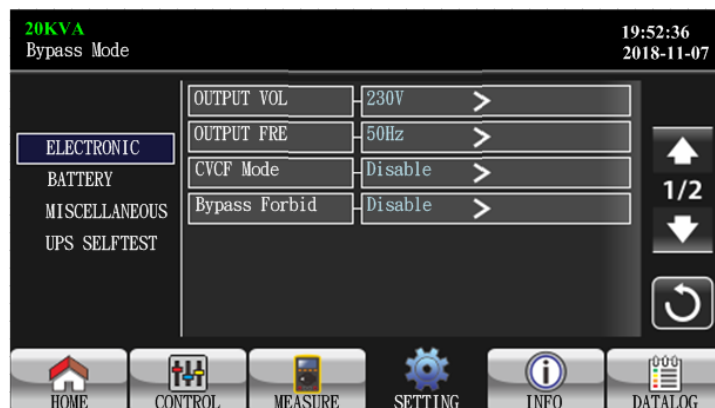 20KVA
Bypass Mode
19:52:36
2018-11-07
ELECTRONIC
BATTERY
MISCELLANEOUS
UPS SELFTEST
OUTPUT VOL 230V >
OUTPUT FRE 50Hz >
CVCF Mode Disable >
Bypass Forbid Disable >
1/2
HOME CONTROL MEASURE SETTING INFO DATALOG